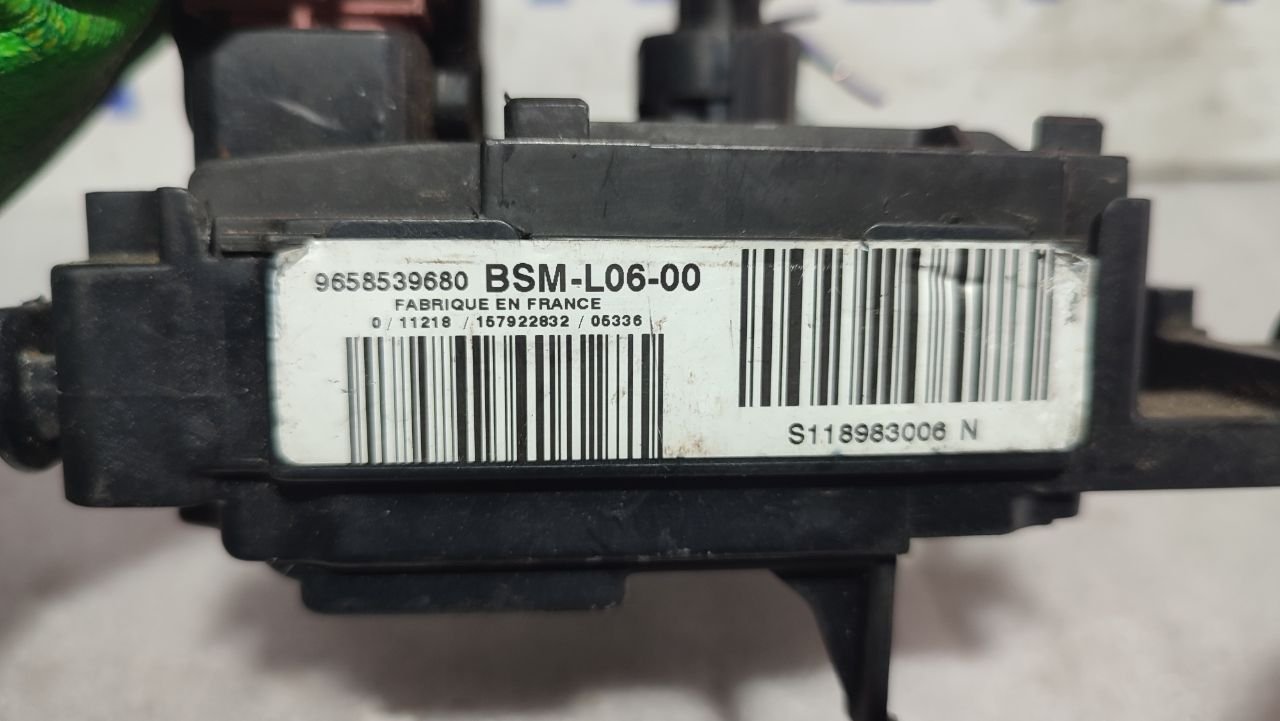 9658539680 BSM-L06-00
FABRIQUE EN FRANCE
0 / 11218 / 157922832 / 05336
S118983006 N